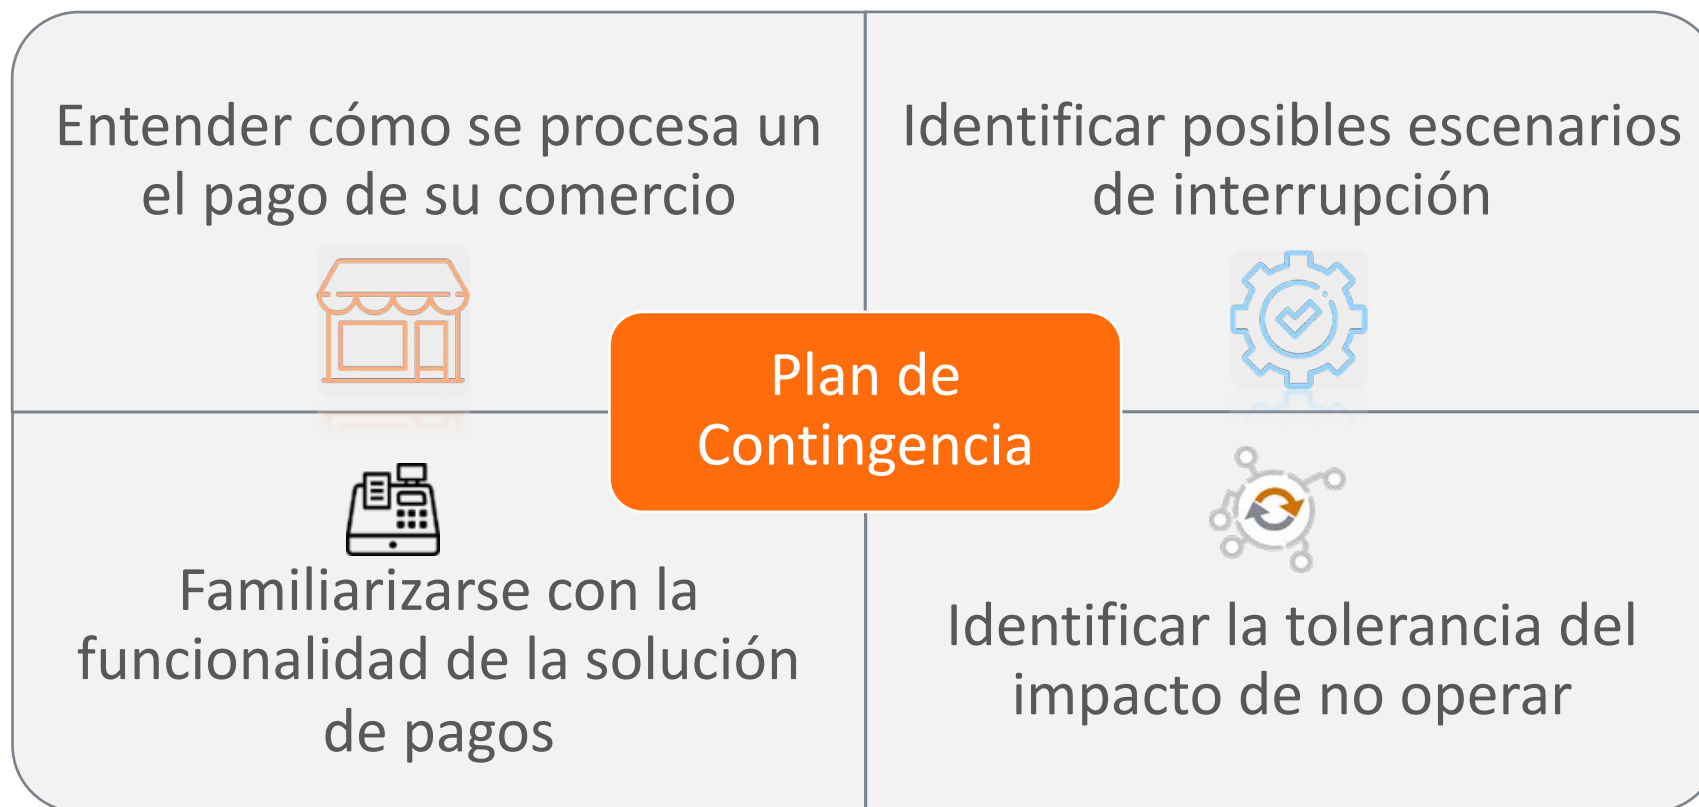 Entender cómo se procesa un
el pago de su comercio
Identificar posibles escenarios
de interrupción
Plan de
Contingencia
Familiarizarse con la
funcionalidad de la solución
de pagos
Identificar la tolerancia del
impacto de no operar